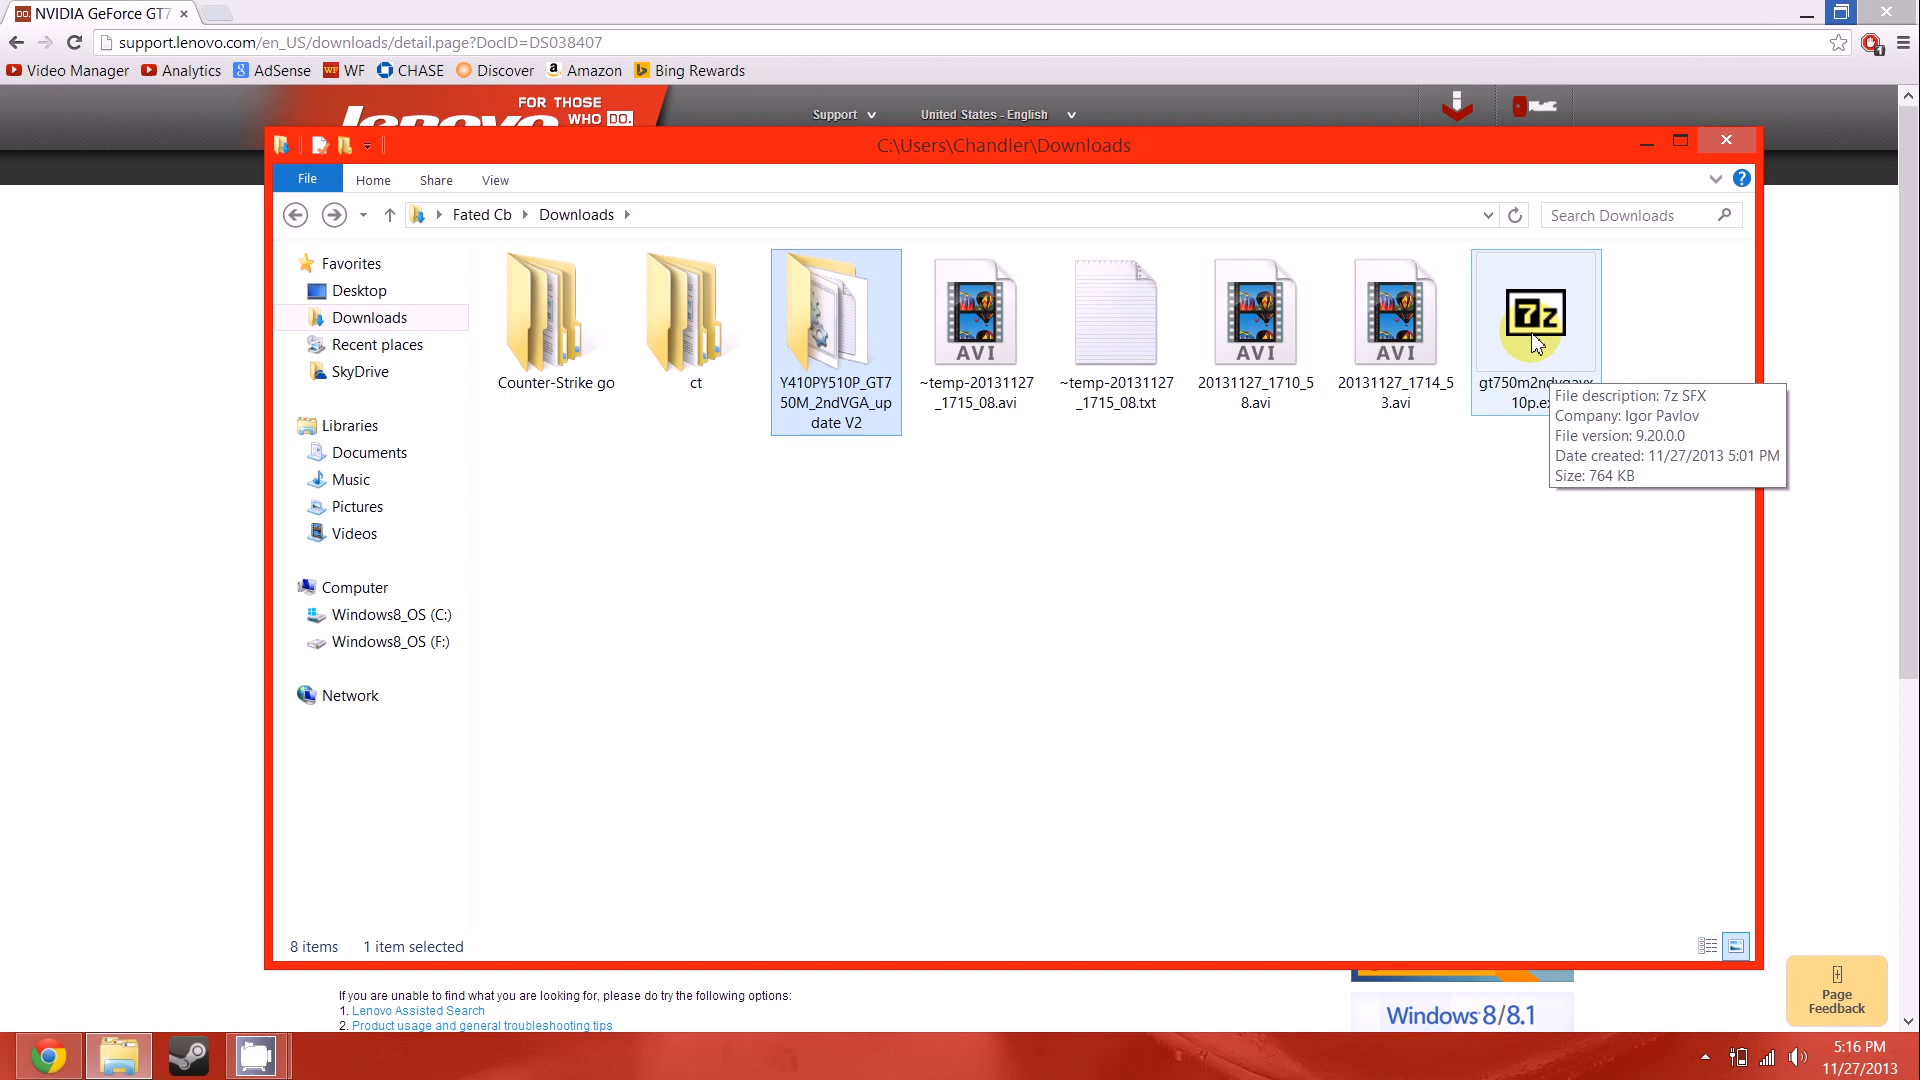 NVIDIA GeForce GT7
support.lenovo.com/en_US/downloads/detail.page?DocID=DS038407
Video Manager Analytics AdSense WF CHASE Discover Amazon Bing Rewards
FOR THOSE
WHO DO.
lenovo
Support
United States - English
C:\Users\Chandler\Downloads
File Home Share View
Fated Cb Downloads
Search Downloads
Favorites
Desktop
Downloads
Recent places
SkyDrive
Libraries
Documents
Music
Pictures
Videos
Computer
Windows8_OS (C:)
Windows8_OS (F:)
Network
Counter-Strike go
ct
Y410PY510P_GT7
50M_2ndVGA_up
date V2
AVI
~temp-20131127
_1715_08.avi
~temp-20131127
_1715_08.txt
AVI
20131127_1710_5
8.avi
AVI
20131127_1714_5
3.avi
7z
10p.ex
File description: 7z SFX
Company: Igor Pavlov
File version: 9.20.0.0
Date created: 11/27/2013 5:01 PM
Size: 764 KB
8 items 1 item selected
If you are unable to find what you are looking for, please do try the following options:
1. Lenovo Assisted Search
2. Product usage and general troubleshooting tips
Windows 8/8.1
Page
Feedback
5:16 PM
11/27/2013